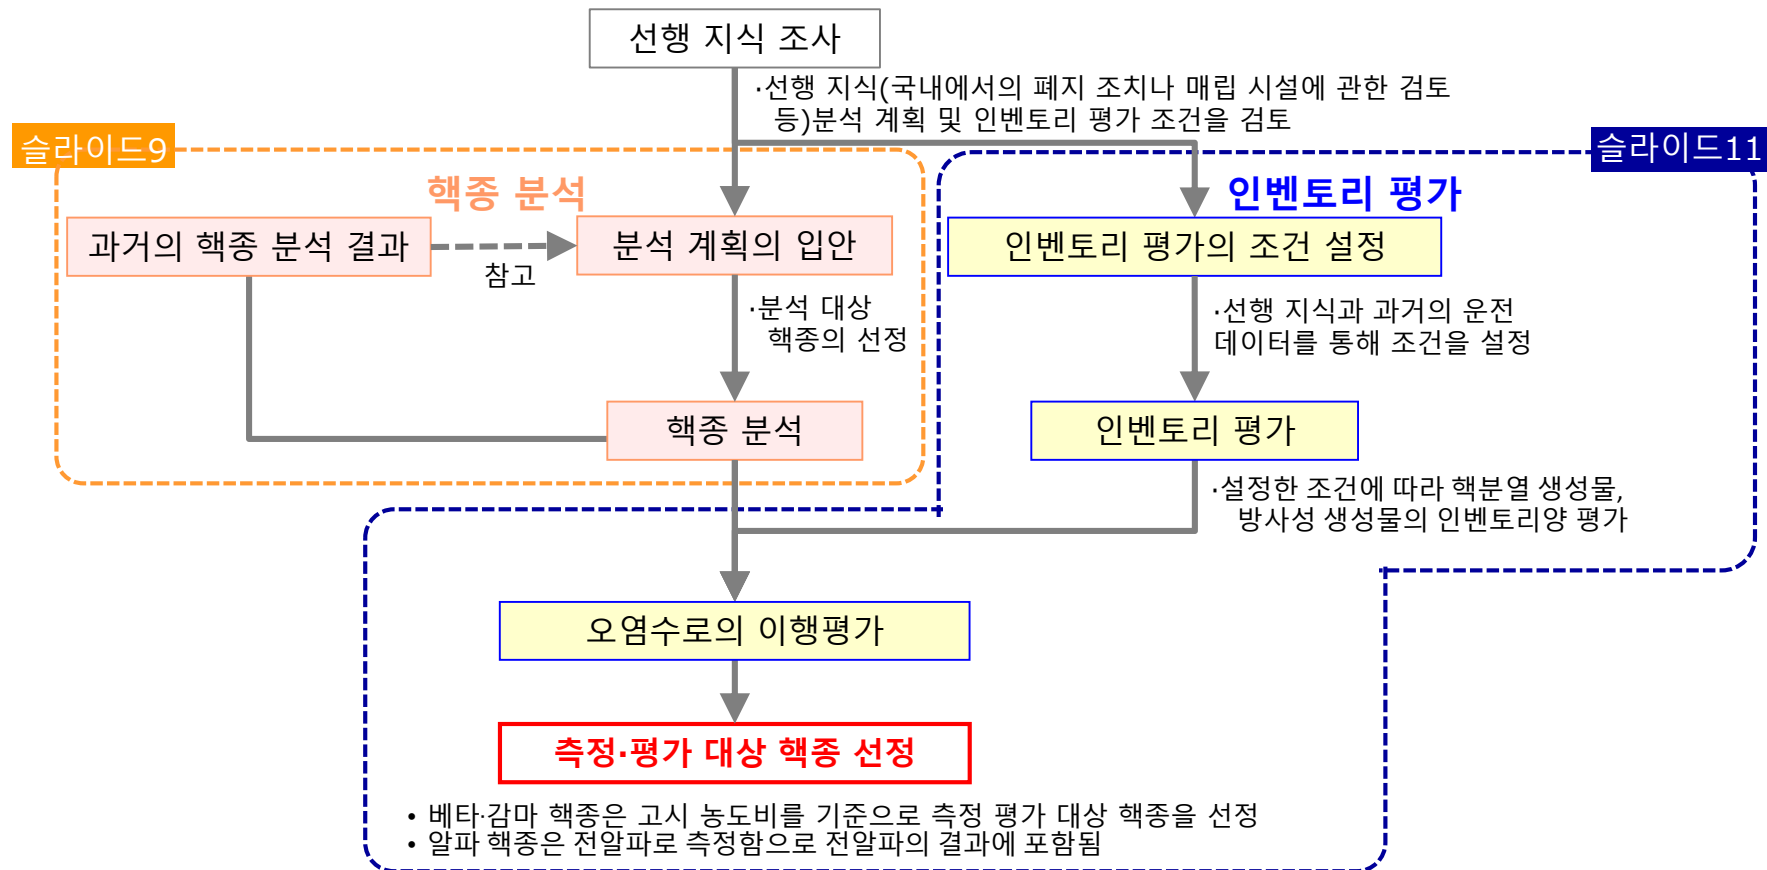 선행 지식 조사
·선행 지식(국내에서의 폐지 조치나 매립 시설에 관한 검토
등)분석 계획 및 인벤토리 평가 조건을 검토
슬라이드9
슬라이드11
핵종 분석
인벤토리 평가
과거의 핵종 분석 결과
참고
분석 계획의 입안
인벤토리 평가의 조건 설정
·분석 대상
핵종의 선정
·선행 지식과 과거의 운전
데이터를 통해 조건을 설정
핵종 분석
인벤토리 평가
·설정한 조건에 따라 핵분열 생성물,
방사성 생성물의 인벤토리양 평가
오염수로의 이행평가
측정·평가 대상 핵종 선정
• 베타·감마 핵종은 고시 농도비를 기준으로 측정 평가 대상 핵종을 선정
• 알파 핵종은 전알파로 측정함으로 전알파의 결과에 포함됨